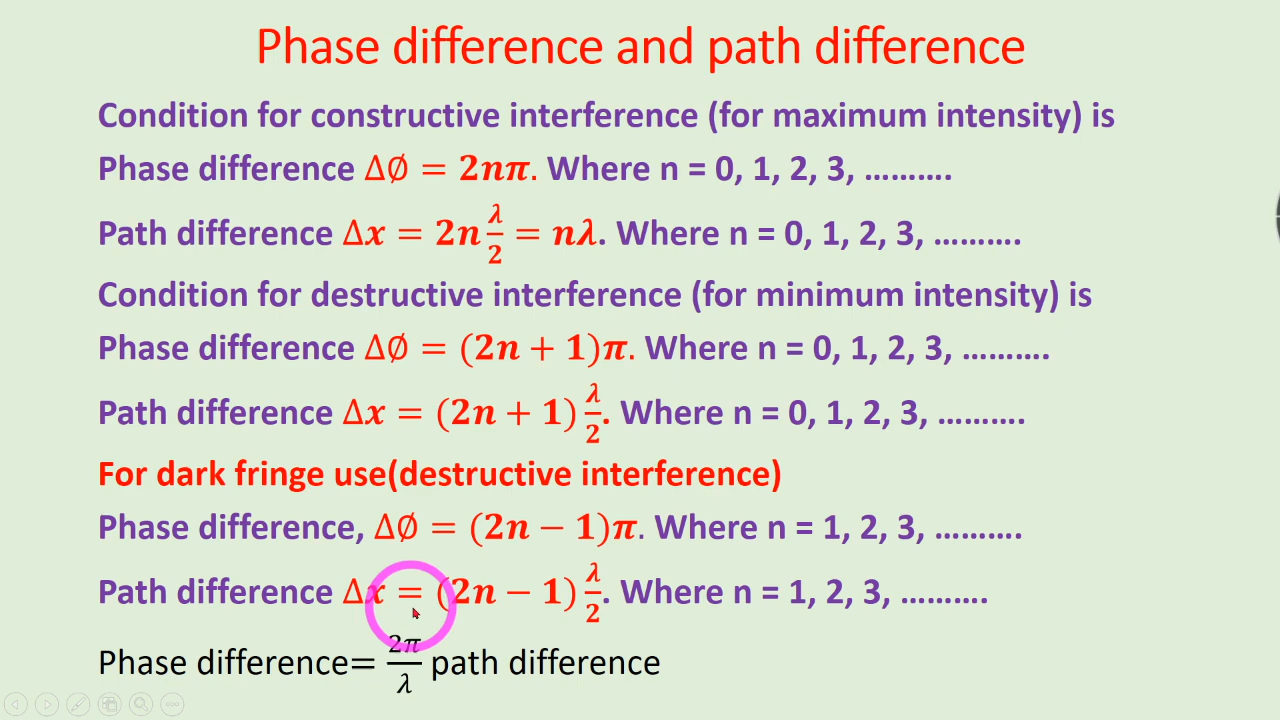 Phase difference and path difference
Condition for constructive interference (for maximum intensity) is
Phase difference Δ∅ = 2nπ. Where n = 0, 1, 2, 3, ……….
Path difference Δx = 2n λ/2 = nλ. Where n = 0, 1, 2, 3, ……….
Condition for destructive interference (for minimum intensity) is
Phase difference Δ∅ = (2n + 1)π. Where n = 0, 1, 2, 3, ……….
Path difference Δx = (2n + 1) λ/2. Where n = 0, 1, 2, 3, ……….
For dark fringe use(destructive interference)
Phase difference, Δ∅ = (2n − 1)π. Where n = 1, 2, 3, ……….
Path difference Δx = (2n − 1) λ/2. Where n = 1, 2, 3, ……….
Phase difference= 2π/λ path difference